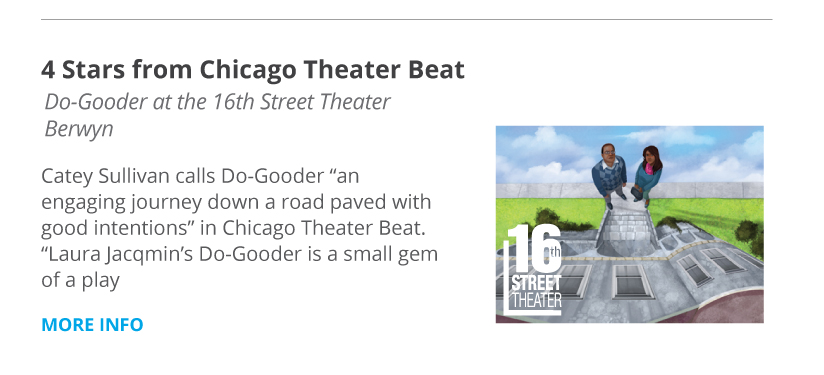 4 Stars from Chicago Theater Beat
Do-Gooder at the 16th Street Theater
Berwyn
Catey Sullivan calls Do-Gooder “an
engaging journey down a road paved with
good intentions” in Chicago Theater Beat.
“Laura Jacqmin’s Do-Gooder is a small gem
of a play
MORE INFO
16th
STREET
THEATER